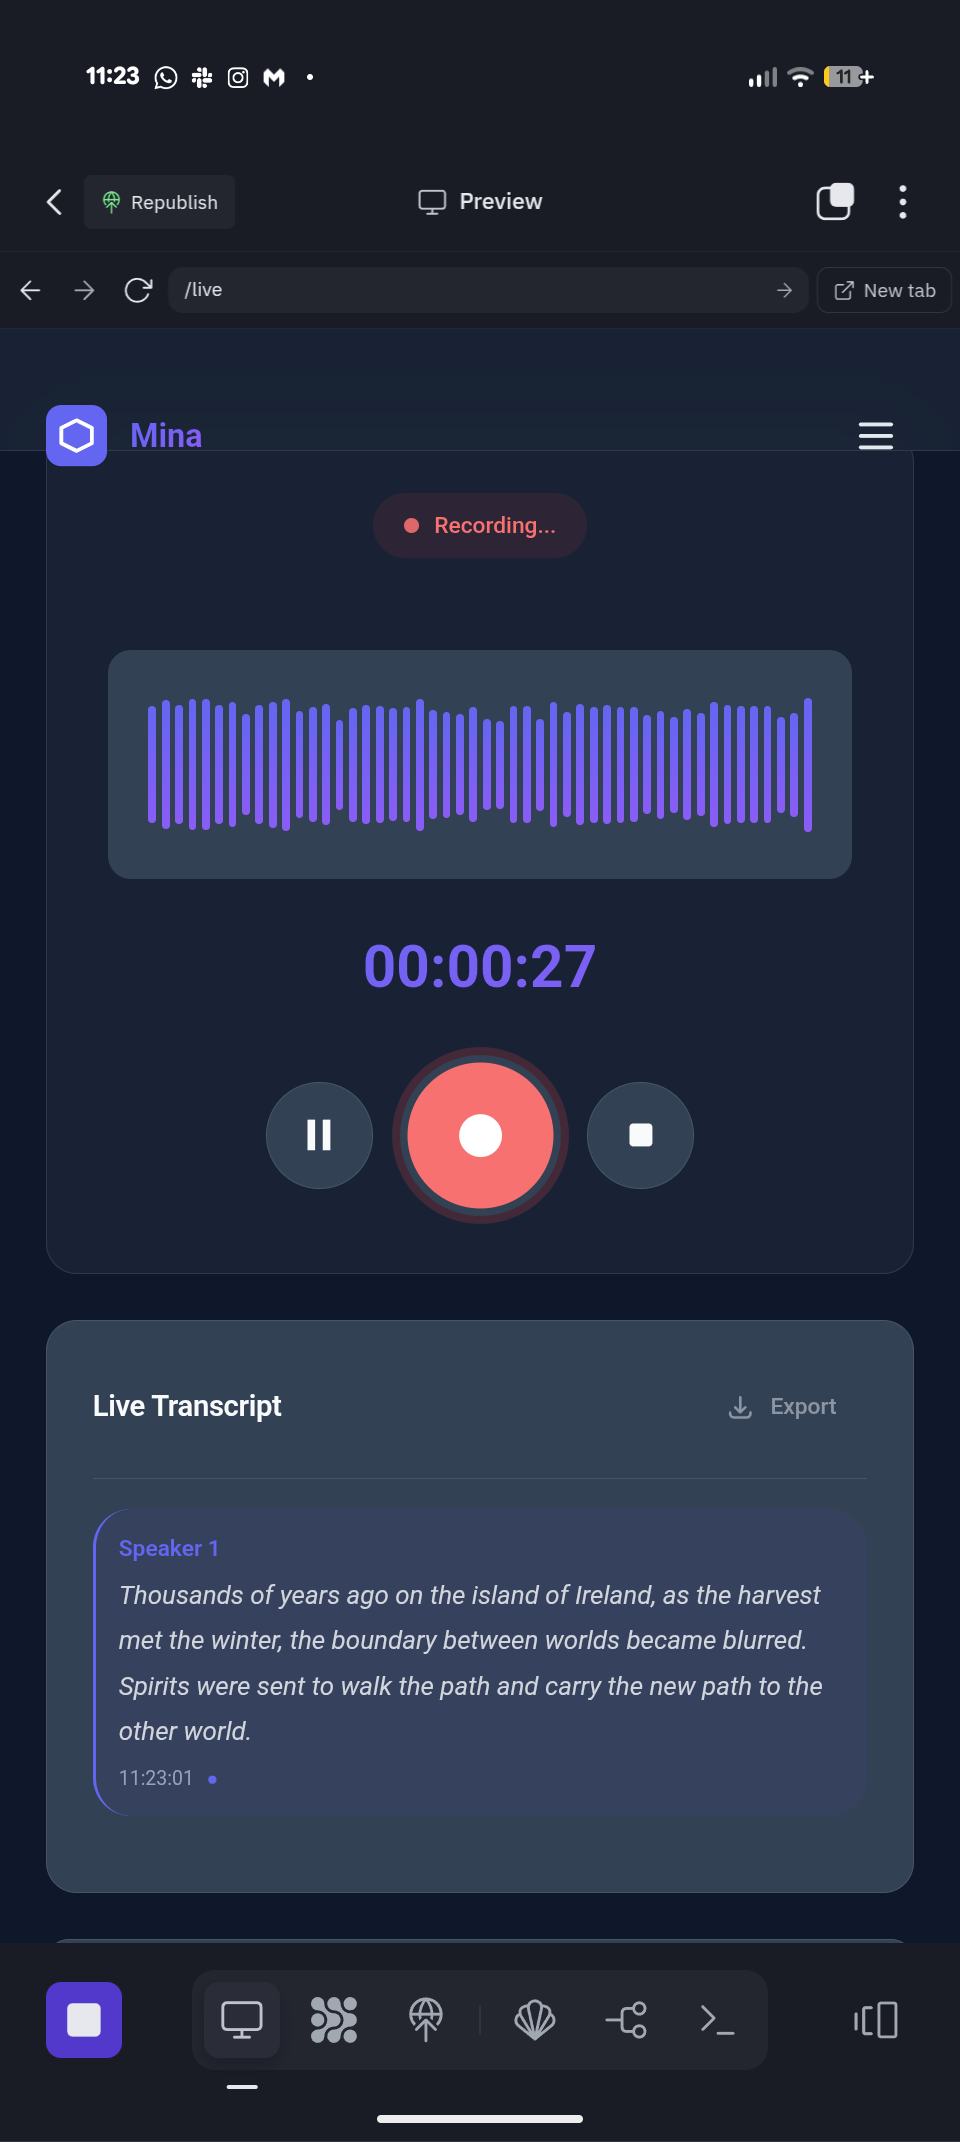 11:23
11+
Republish
Preview
/live
New tab
Mina
Recording...
00:00:27
Live Transcript
Export
Speaker 1
Thousands of years ago on the island of Ireland, as the harvest
met the winter, the boundary between worlds became blurred.
Spirits were sent to walk the path and carry the new path to the
other world.
11:23:01